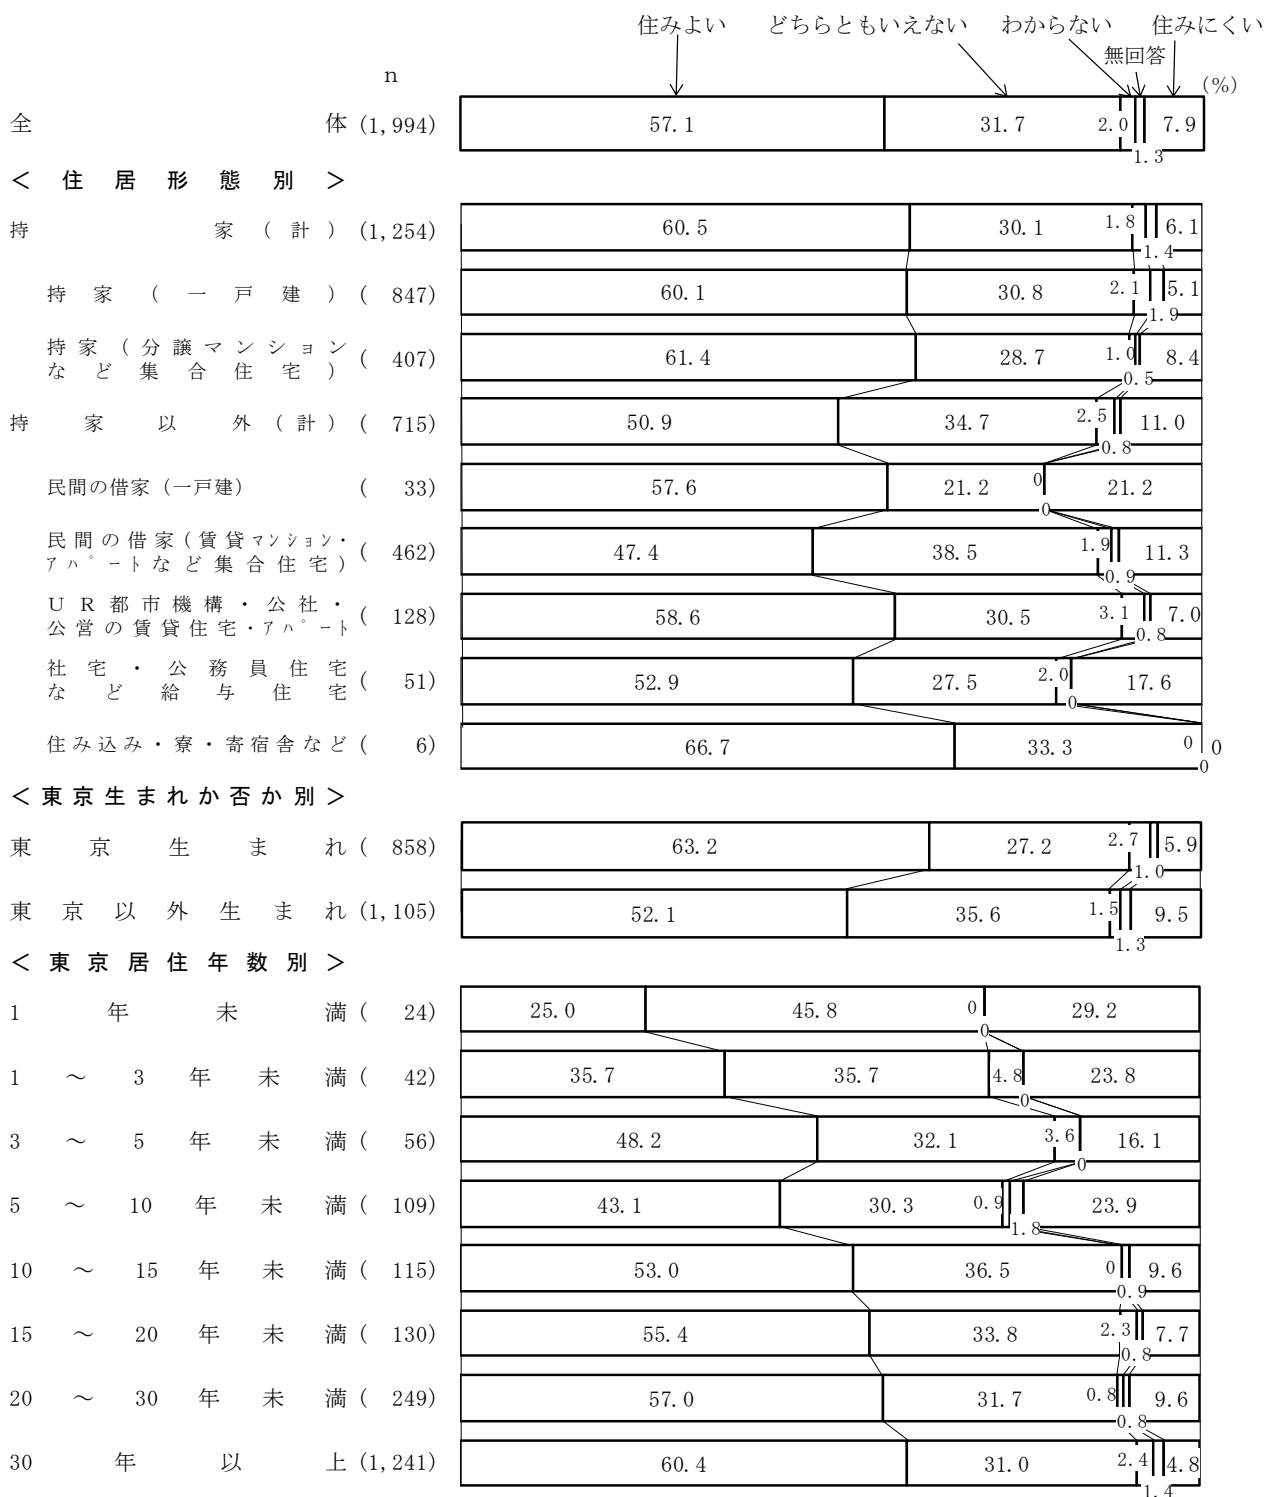 住みよい どちらともいえない わからない 住みにくい
無回答
n (%)
全体 (1,994) 57.1 31.7 2.0 7.9
1.3
＜住居形態別＞
持家(計) (1,254) 60.5 30.1 1.8 6.1
1.4
持家(一戸建) (847) 60.1 30.8 2.1 5.1
1.9
持家(分譲マンション
など集合住宅) (407) 61.4 28.7 1.0 8.4
0.5
持家以外(計) (715) 50.9 34.7 2.5 11.0
0.8
民間の借家(一戸建) (33) 57.6 21.2 0 21.2
0
民間の借家(賃貸ﾏﾝｼｮﾝ・
ｱﾊﾟｰﾄなど集合住宅) (462) 47.4 38.5 1.9 11.3
0.9
ＵＲ都市機構・公社・
公営の賃貸住宅・ｱﾊﾟｰﾄ (128) 58.6 30.5 3.1 7.0
0.8
社宅・公務員住宅
など給与住宅 (51) 52.9 27.5 2.0 17.6
0
住み込み・寮・寄宿舎など (6) 66.7 33.3 0 0
0
＜東京生まれか否か別＞
東京生まれ (858) 63.2 27.2 2.7 5.9
1.0
東京以外生まれ (1,105) 52.1 35.6 1.5 9.5
1.3
＜東京居住年数別＞
1年未満 (24) 25.0 45.8 0 29.2
0
1～3年未満 (42) 35.7 35.7 4.8 23.8
0
3～5年未満 (56) 48.2 32.1 3.6 16.1
0
5～10年未満 (109) 43.1 30.3 0.9 23.9
1.8
10～15年未満 (115) 53.0 36.5 0 9.6
0.9
15～20年未満 (130) 55.4 33.8 2.3 7.7
0.8
20～30年未満 (249) 57.0 31.7 0.8 9.6
0.8
30年以上 (1,241) 60.4 31.0 2.4 4.8
1.4